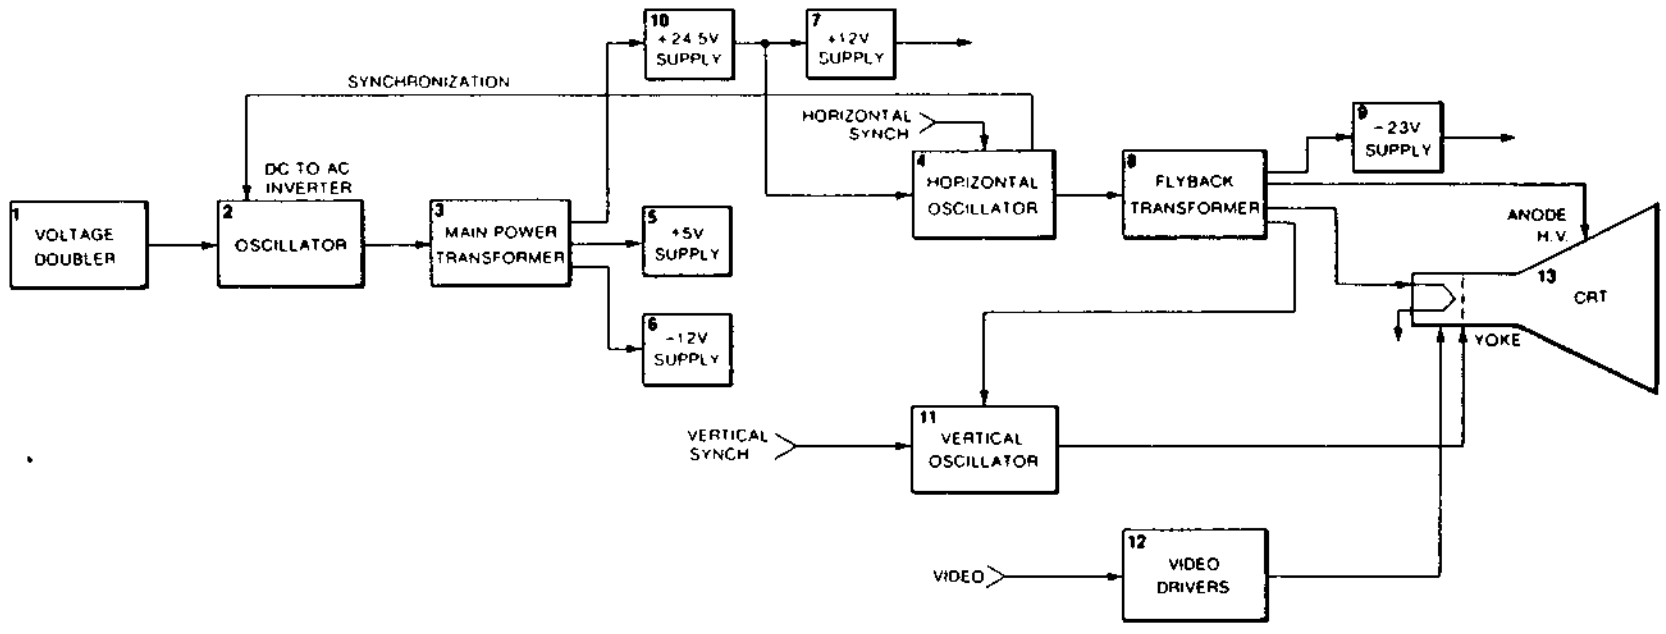 10
+24.5V
SUPPLY
7
+12V
SUPPLY
SYNCHRONIZATION
HORIZONTAL
SYNCH
9
-23V
SUPPLY
DC TO AC
INVERTER
4
HORIZONTAL
OSCILLATOR
8
FLYBACK
TRANSFORMER
1
VOLTAGE
DOUBLER
2
OSCILLATOR
3
MAIN POWER
TRANSFORMER
5
+5V
SUPPLY
ANODE
H.V.
13
CRT
6
-12V
SUPPLY
YOKE
VERTICAL
SYNCH
11
VERTICAL
OSCILLATOR
VIDEO
12
VIDEO
DRIVERS